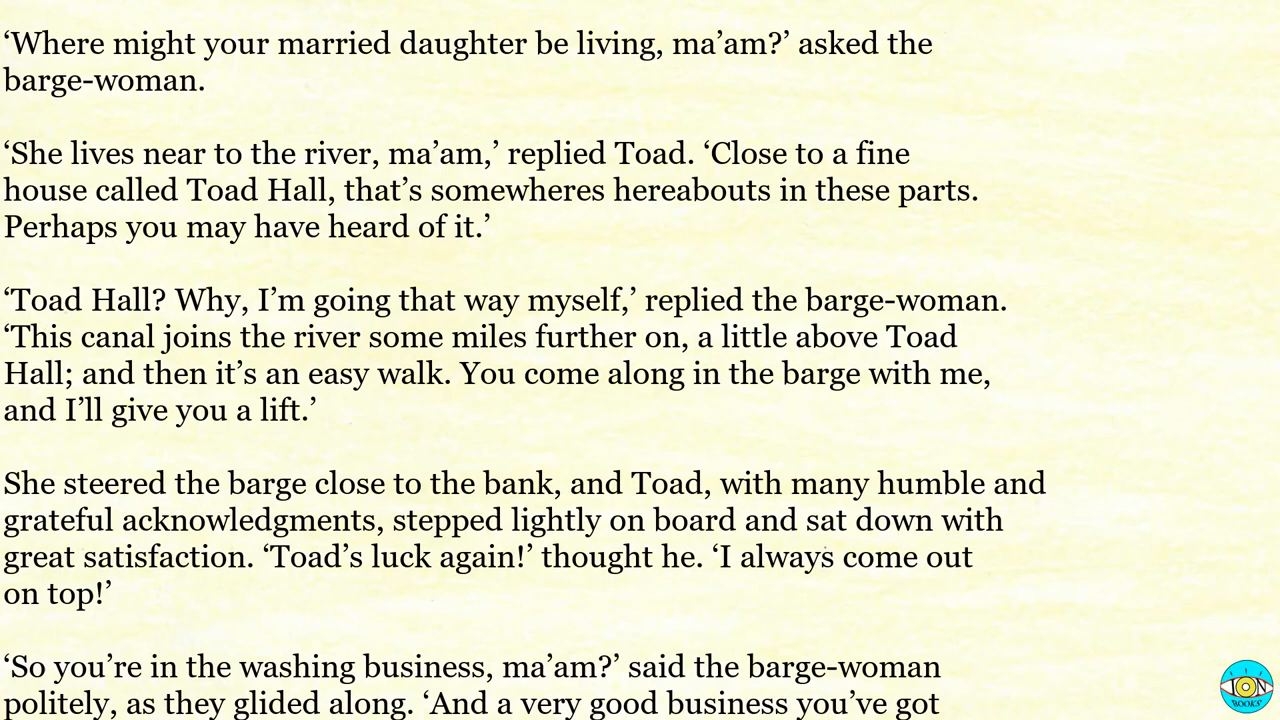 ‘Where might your married daughter be living, ma’am?’ asked the
barge-woman.
‘She lives near to the river, ma’am,’ replied Toad. ‘Close to a fine
house called Toad Hall, that’s somewheres hereabouts in these parts.
Perhaps you may have heard of it.’
‘Toad Hall? Why, I’m going that way myself,’ replied the barge-woman.
‘This canal joins the river some miles further on, a little above Toad
Hall; and then it’s an easy walk. You come along in the barge with me,
and I’ll give you a lift.’
She steered the barge close to the bank, and Toad, with many humble and
grateful acknowledgments, stepped lightly on board and sat down with
great satisfaction. ‘Toad’s luck again!’ thought he. ‘I always come out
on top!’
‘So you’re in the washing business, ma’am?’ said the barge-woman
politely, as they glided along. ‘And a very good business you’ve got
ION
BOOKS